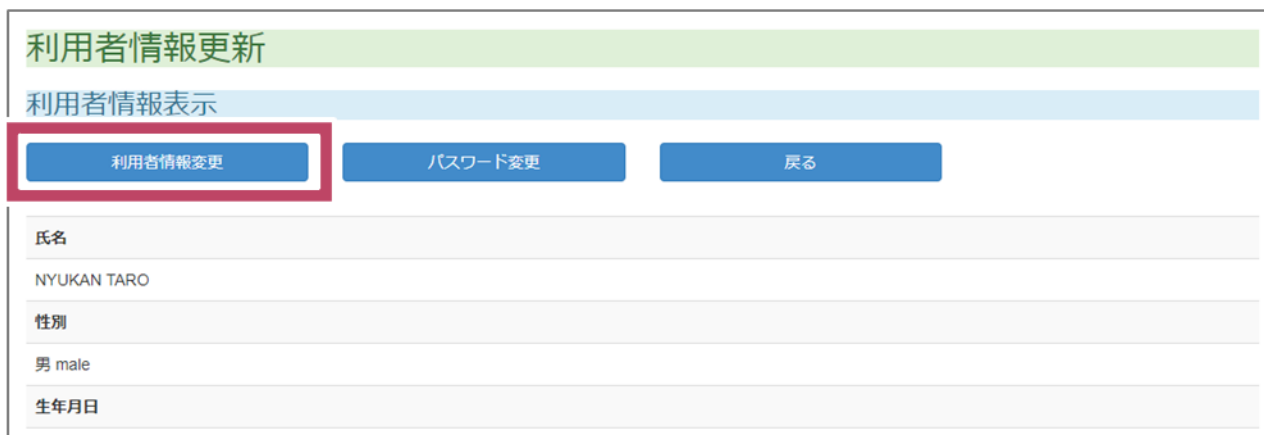 利用者情報更新
利用者情報表示
利用者情報変更 パスワード変更 戻る
氏名
NYUKAN TARO
性別
男 male
生年月日